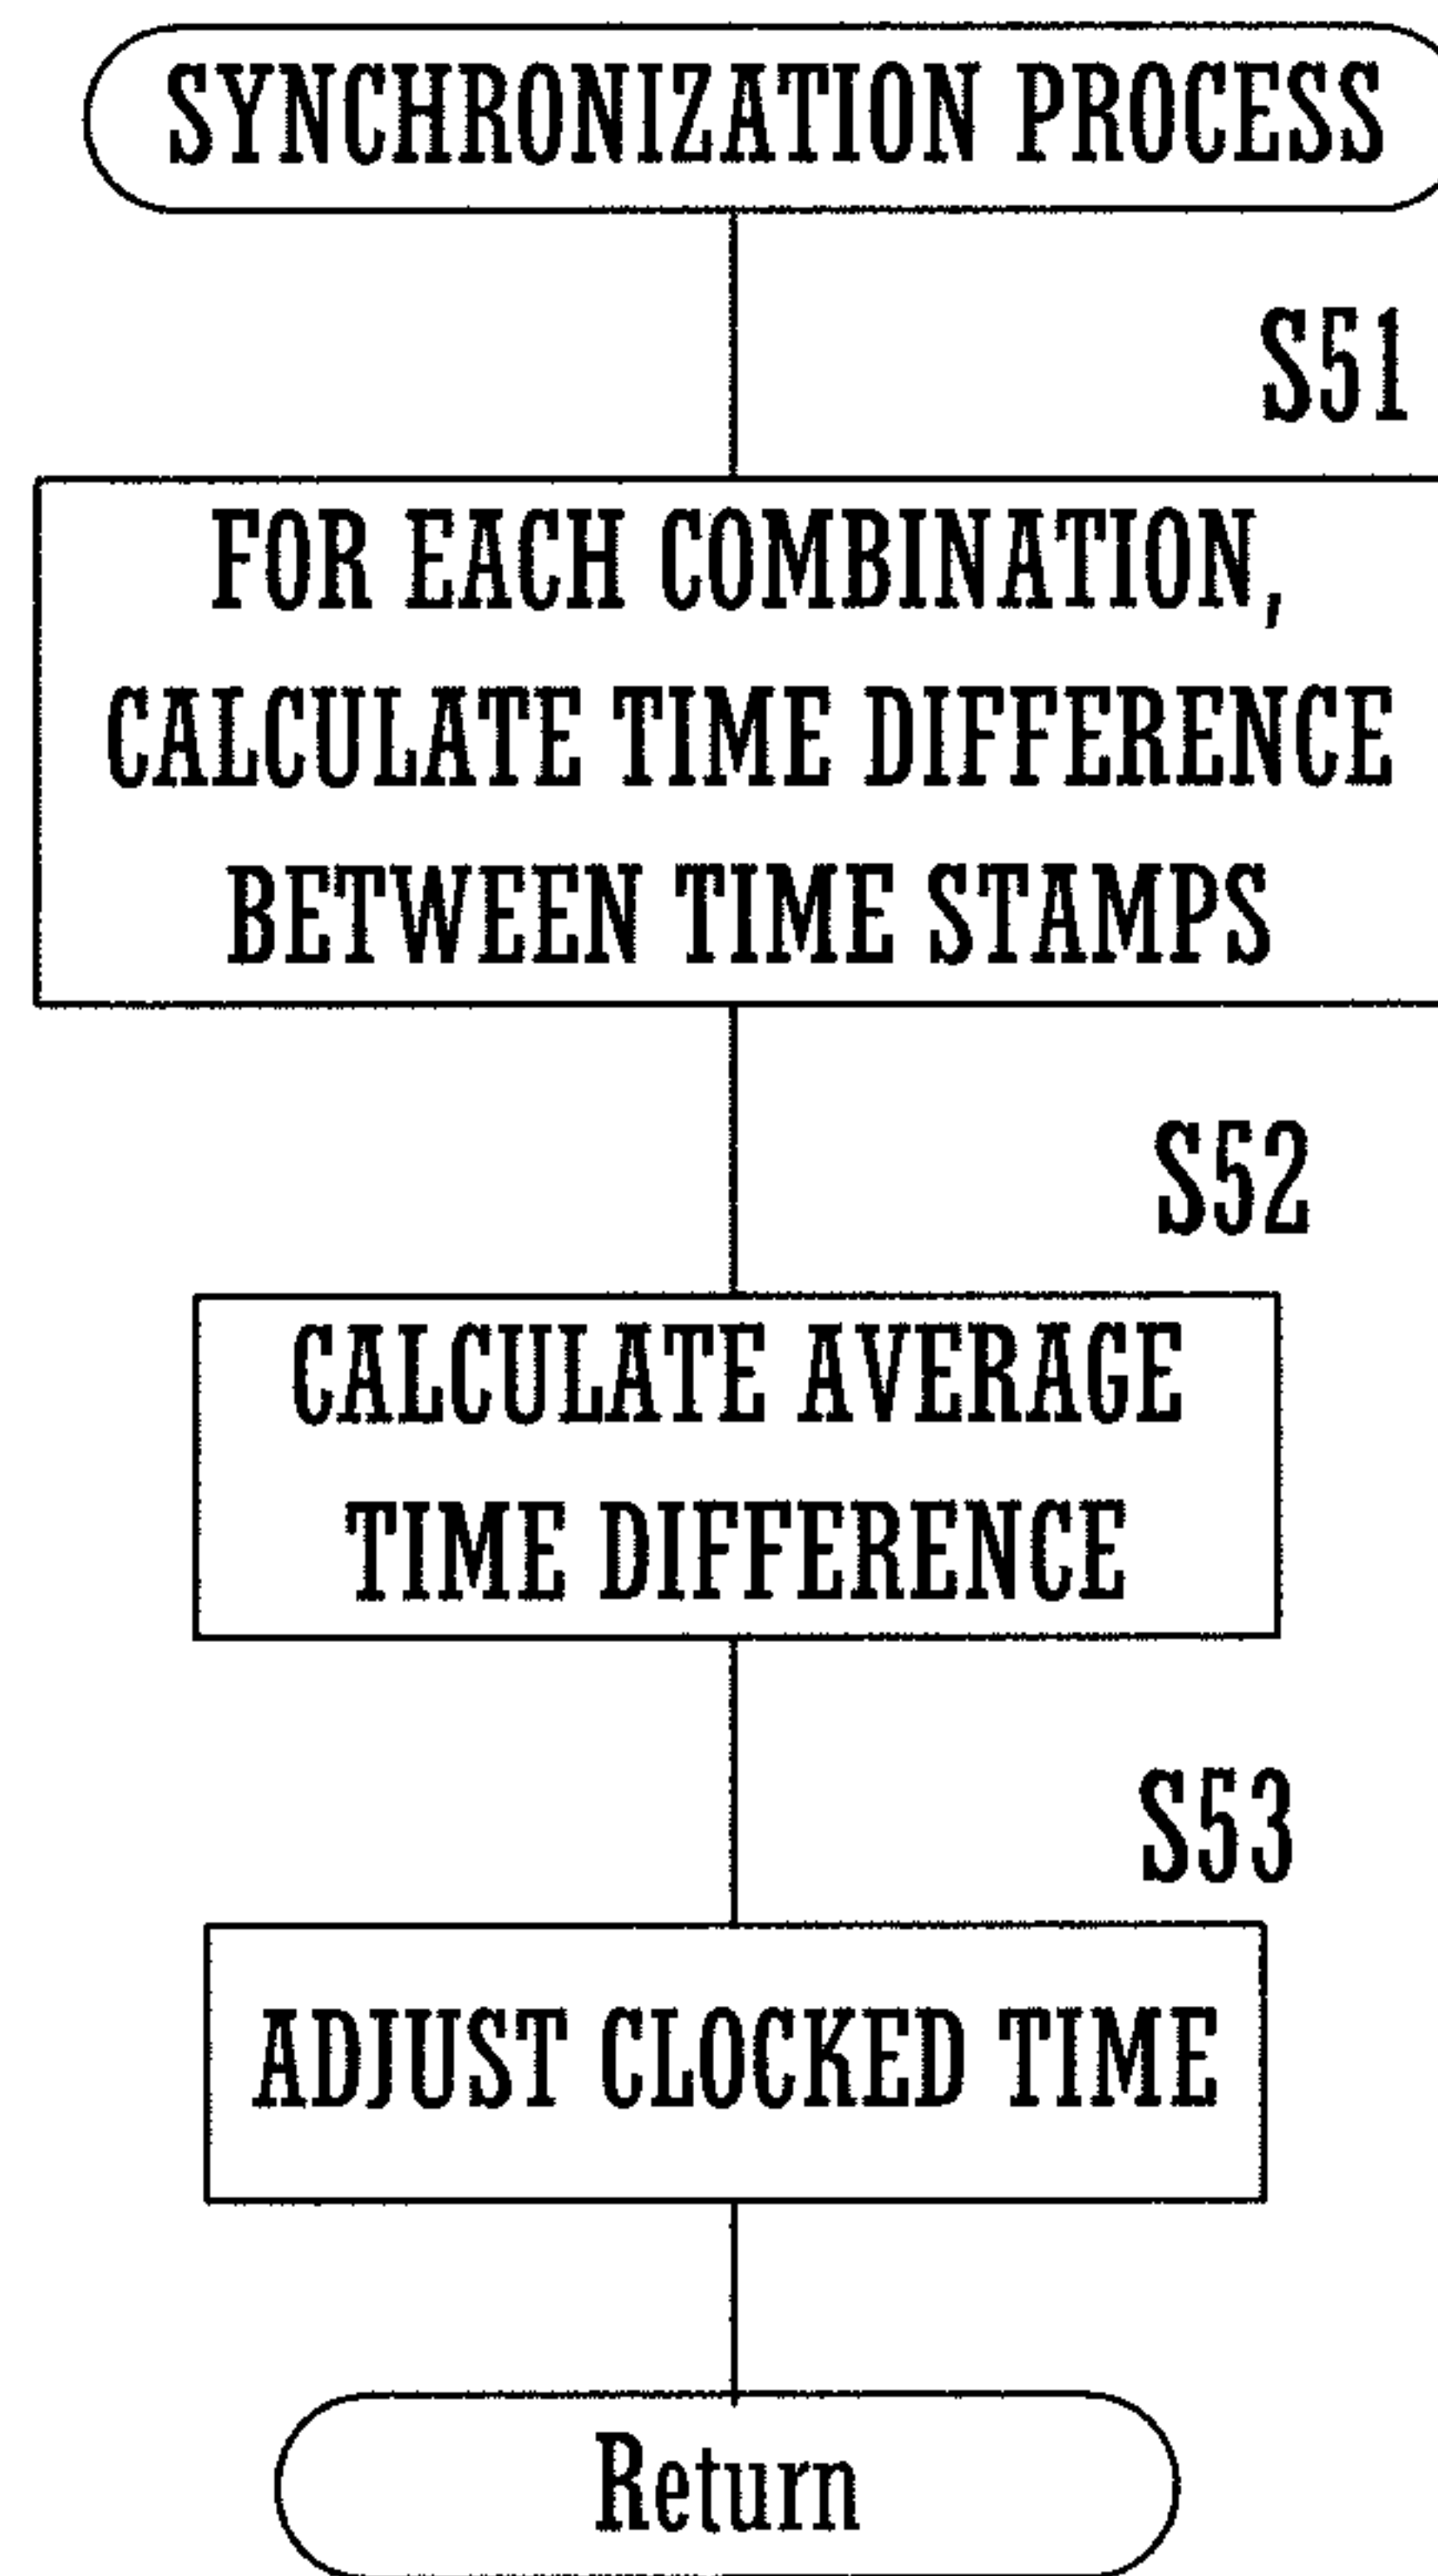 SYNCHRONIZATION PROCESS
S51
FOR EACH COMBINATION,
CALCULATE TIME DIFFERENCE
BETWEEN TIME STAMPS
S52
CALCULATE AVERAGE
TIME DIFFERENCE
S53
ADJUST CLOCKED TIME
Return